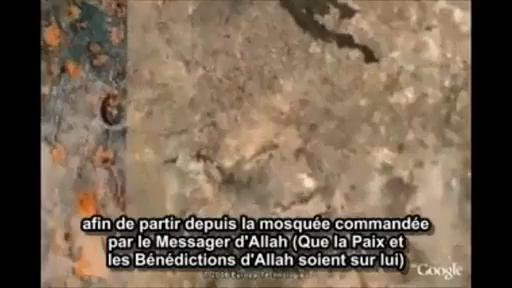 afin de partir depuis la mosquée commandée
par le Messager d'Allah (Que la Paix et
les Bénédictions d'Allah soient sur lui)
Google